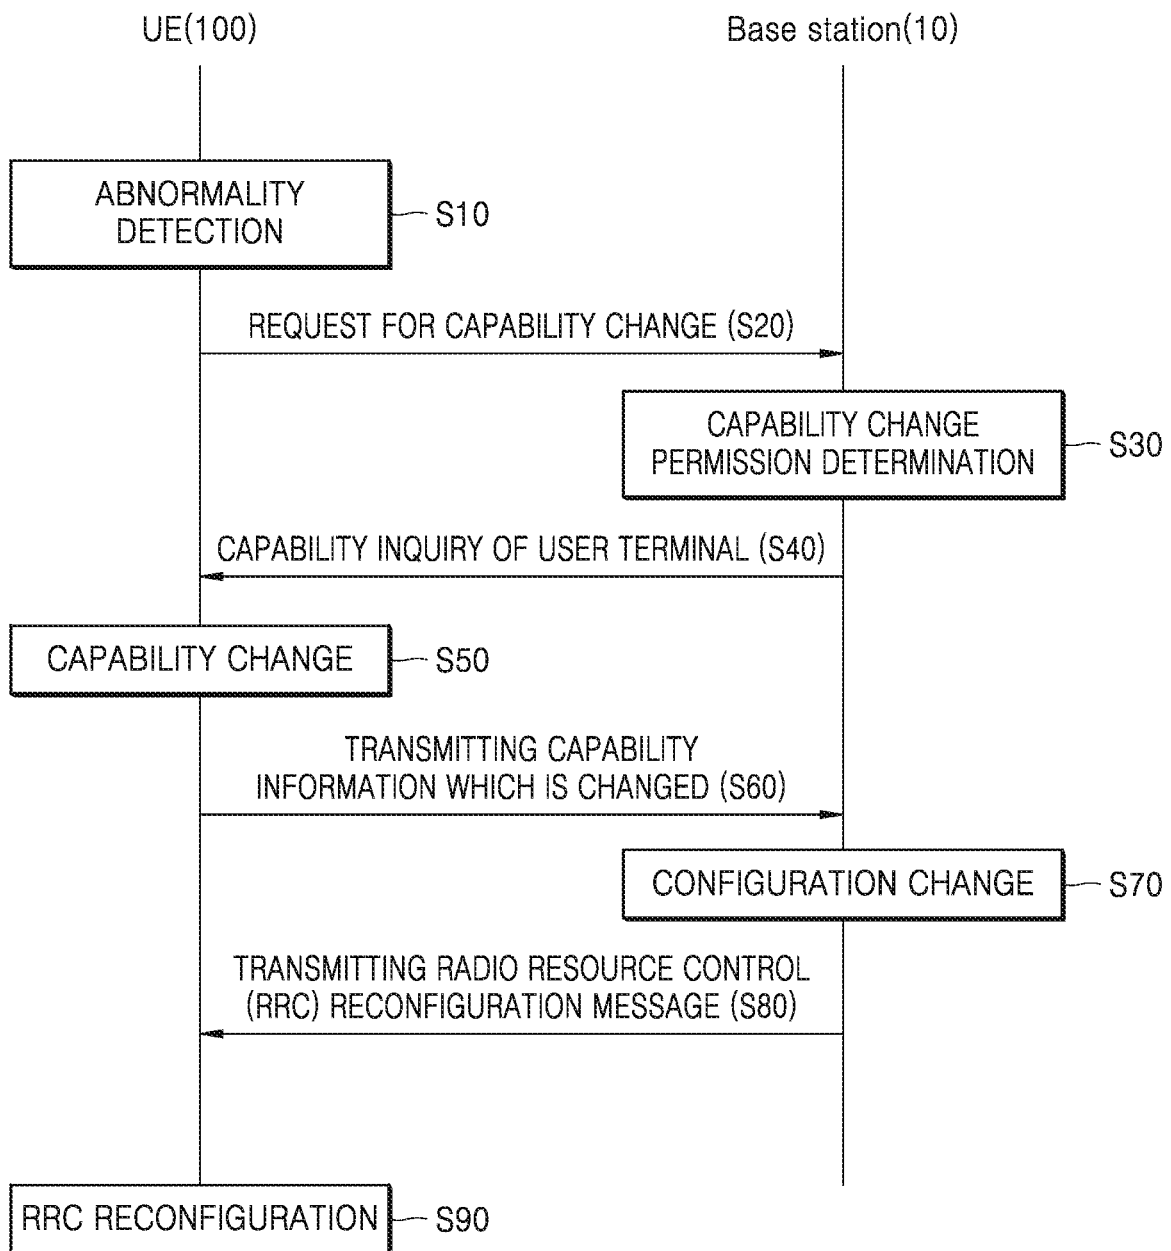 UE(100)
Base station(10)
ABNORMALITY
DETECTION
S10
REQUEST FOR CAPABILITY CHANGE (S20)
CAPABILITY CHANGE
PERMISSION DETERMINATION
S30
CAPABILITY INQUIRY OF USER TERMINAL (S40)
CAPABILITY CHANGE
S50
TRANSMITTING CAPABILITY
INFORMATION WHICH IS CHANGED (S60)
CONFIGURATION CHANGE
S70
TRANSMITTING RADIO RESOURCE CONTROL
(RRC) RECONFIGURATION MESSAGE (S80)
RRC RECONFIGURATION
S90